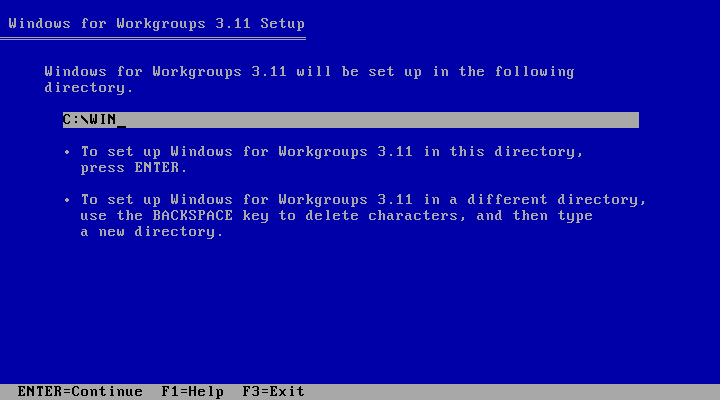 Windows for Workgroups 3.11 Setup
Windows for Workgroups 3.11 will be set up in the following
directory.
C:\WIN_
• To set up Windows for Workgroups 3.11 in this directory,
press ENTER.
• To set up Windows for Workgroups 3.11 in a different directory,
use the BACKSPACE key to delete characters, and then type
a new directory.
ENTER=Continue  F1=Help  F3=Exit